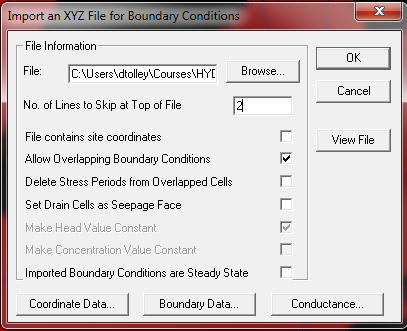 Import an XYZ File for Boundary Conditions
File Information
File: C:\Users\dtolley\Courses\HYD Browse...
No. of Lines to Skip at Top of File 2
File contains site coordinates
Allow Overlapping Boundary Conditions
Delete Stress Periods from Overlapped Cells
Set Drain Cells as Seepage Face
Make Head Value Constant
Make Concentration Value Constant
Imported Boundary Conditions are Steady State
OK
Cancel
View File
Coordinate Data... Boundary Data... Conductance...